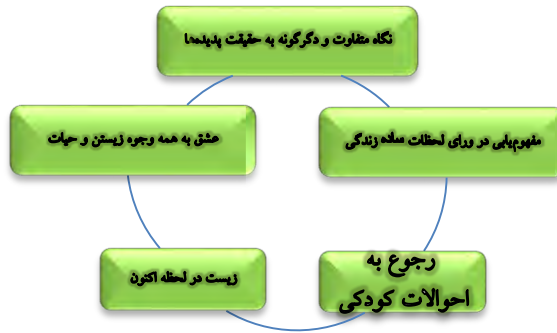 نگاه متفاوت و دگرگونه به حقیقت پدیده‌ها
مفهوم‌یابی در ورای لحظات ساده زندگی
رجوع به
احوالات کودکی
زیست در لحظه اکنون
عشق به همه وجوه زیستن و حیات